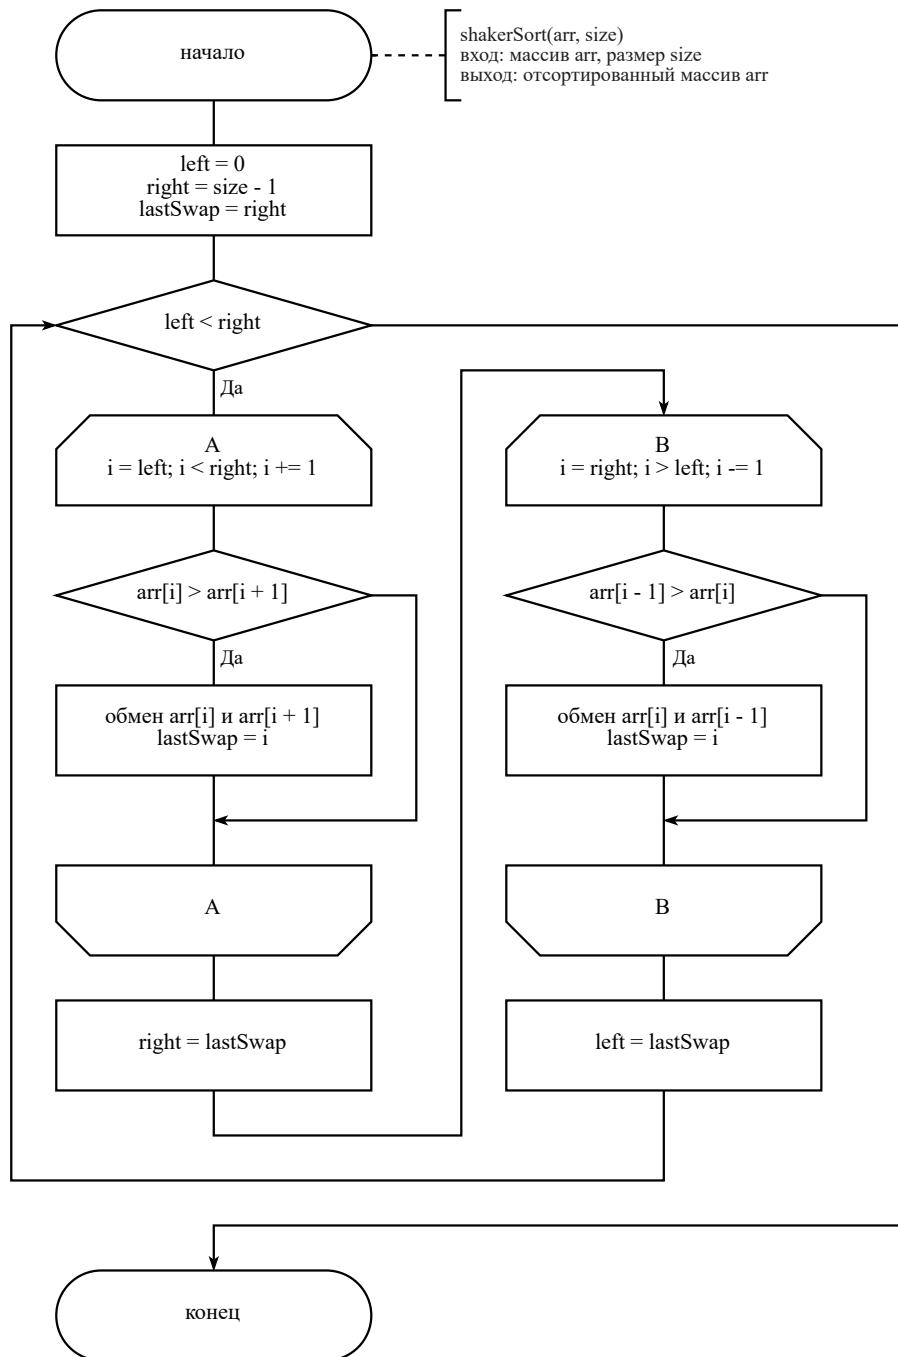 начало
shakerSort(arr, size)
вход: массив arr, размер size
выход: отсортированный массив arr
left = 0
right = size - 1
lastSwap = right
left < right
Да
A
i = left; i < right; i += 1
arr[i] > arr[i + 1]
Да
обмен arr[i] и arr[i + 1]
lastSwap = i
A
right = lastSwap
B
i = right; i > left; i -= 1
arr[i - 1] > arr[i]
Да
обмен arr[i] и arr[i - 1]
lastSwap = i
B
left = lastSwap
конец